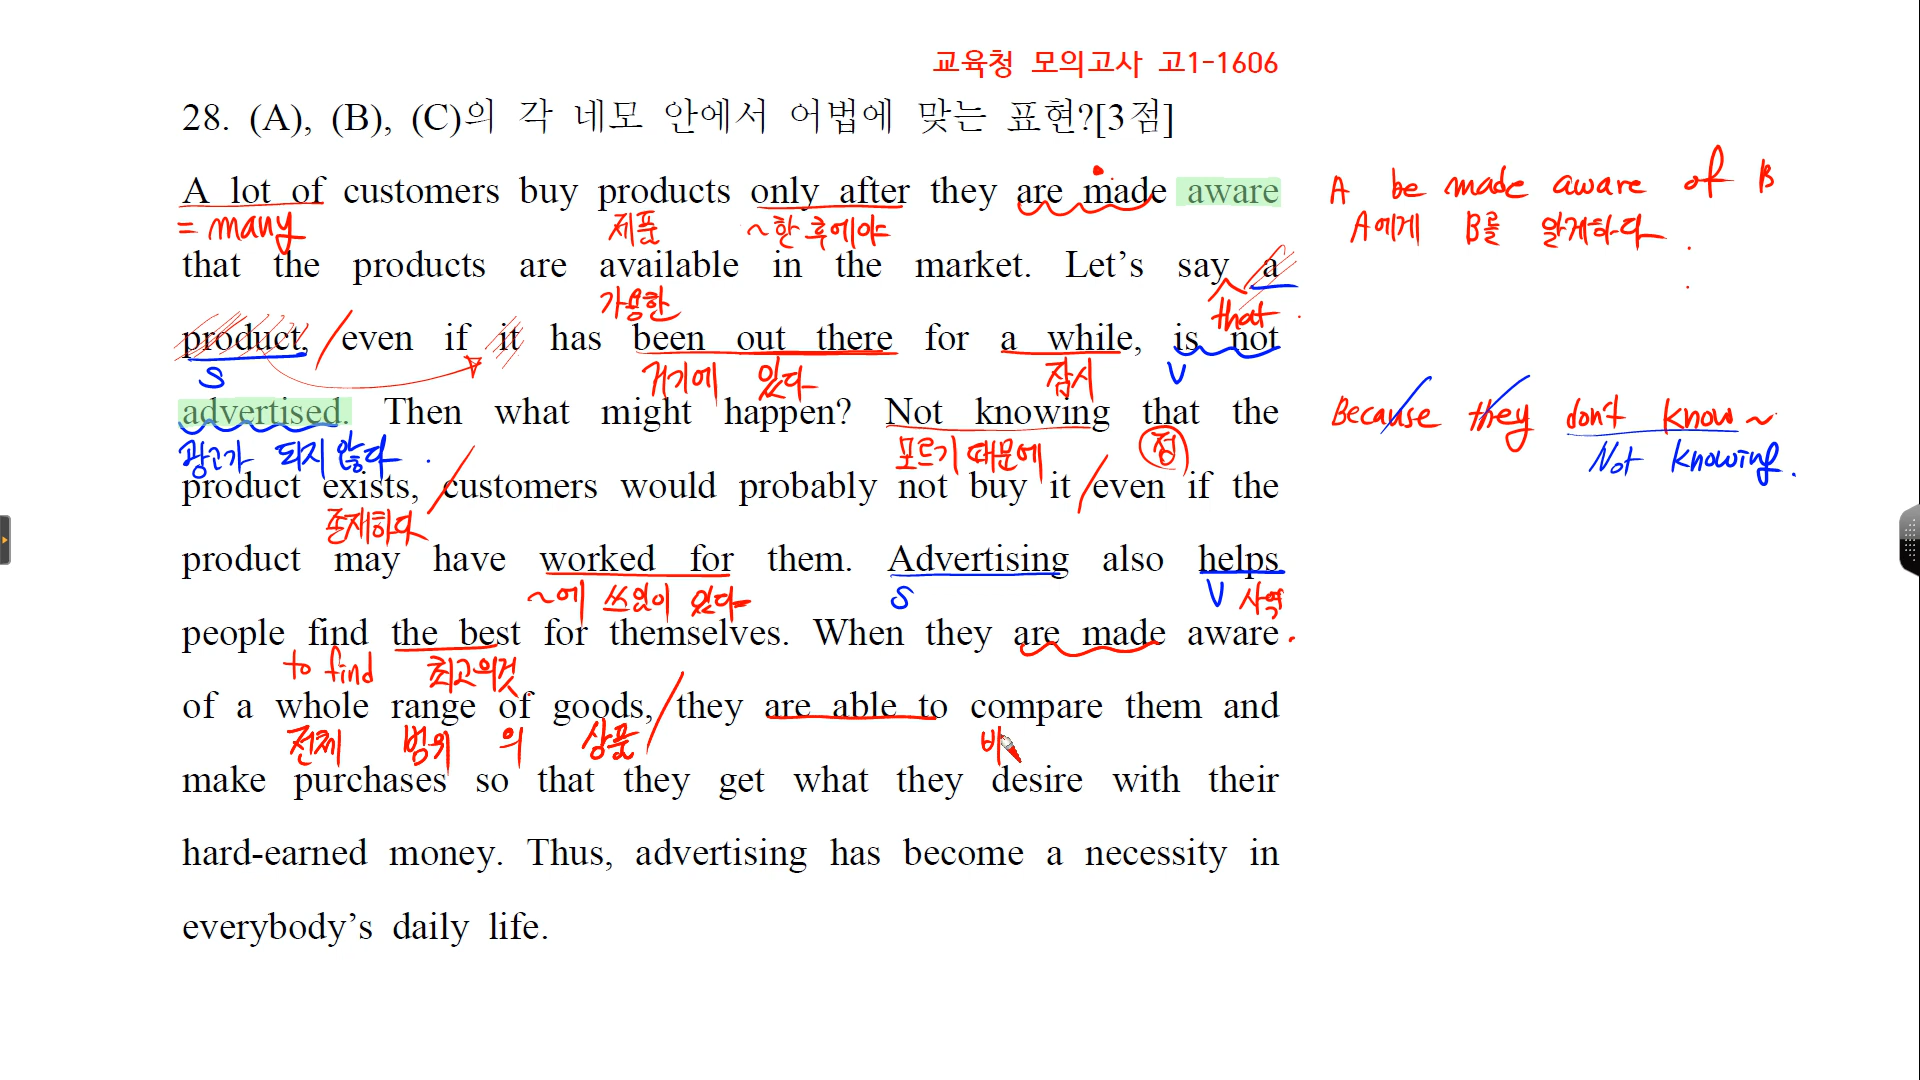 교육청 모의고사 고1-1606
28. (A), (B), (C)의 각 네모 안에서 어법에 맞는 표현?[3점]
A lot of customers buy products only after they are made aware
A be made aware of B
= many 제품 ~한 후에야
A에게 B를 알게하다.
that the products are available in the market. Let's say a
가용한 that
product, even if it has been out there for a while, is not
S 거기에 있다 잠시 V
advertised. Then what might happen? Not knowing that the
Because they don't know ~
광고가 되지 않다. 모르기 때문에 점
Not knowing.
product exists, customers would probably not buy it even if the
존재하다
product may have worked for them. Advertising also helps
~에 쓰임이 있다 S V 사역
people find the best for themselves. When they are made aware
to find 최고의것
of a whole range of goods, they are able to compare them and
전체 범위 의 상품 비
make purchases so that they get what they desire with their
hard-earned money. Thus, advertising has become a necessity in
everybody's daily life.